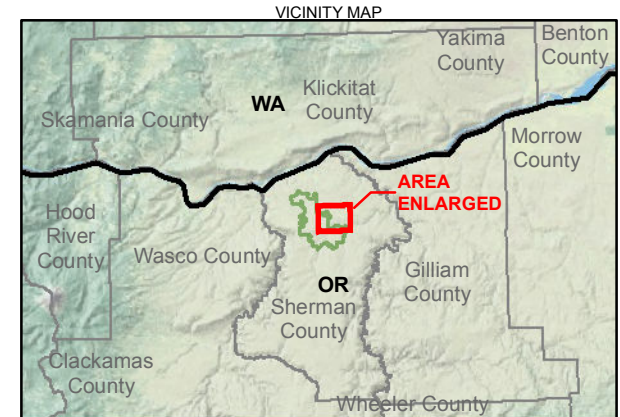 VICINITY MAP
Yakima
County
Benton
County
Klickitat
County
WA
Skamania County
Morrow
County
AREA
ENLARGED
Hood
River
County
Wasco County
OR
Gilliam
County
Sherman
County
Clackamas
County
Wheeler County